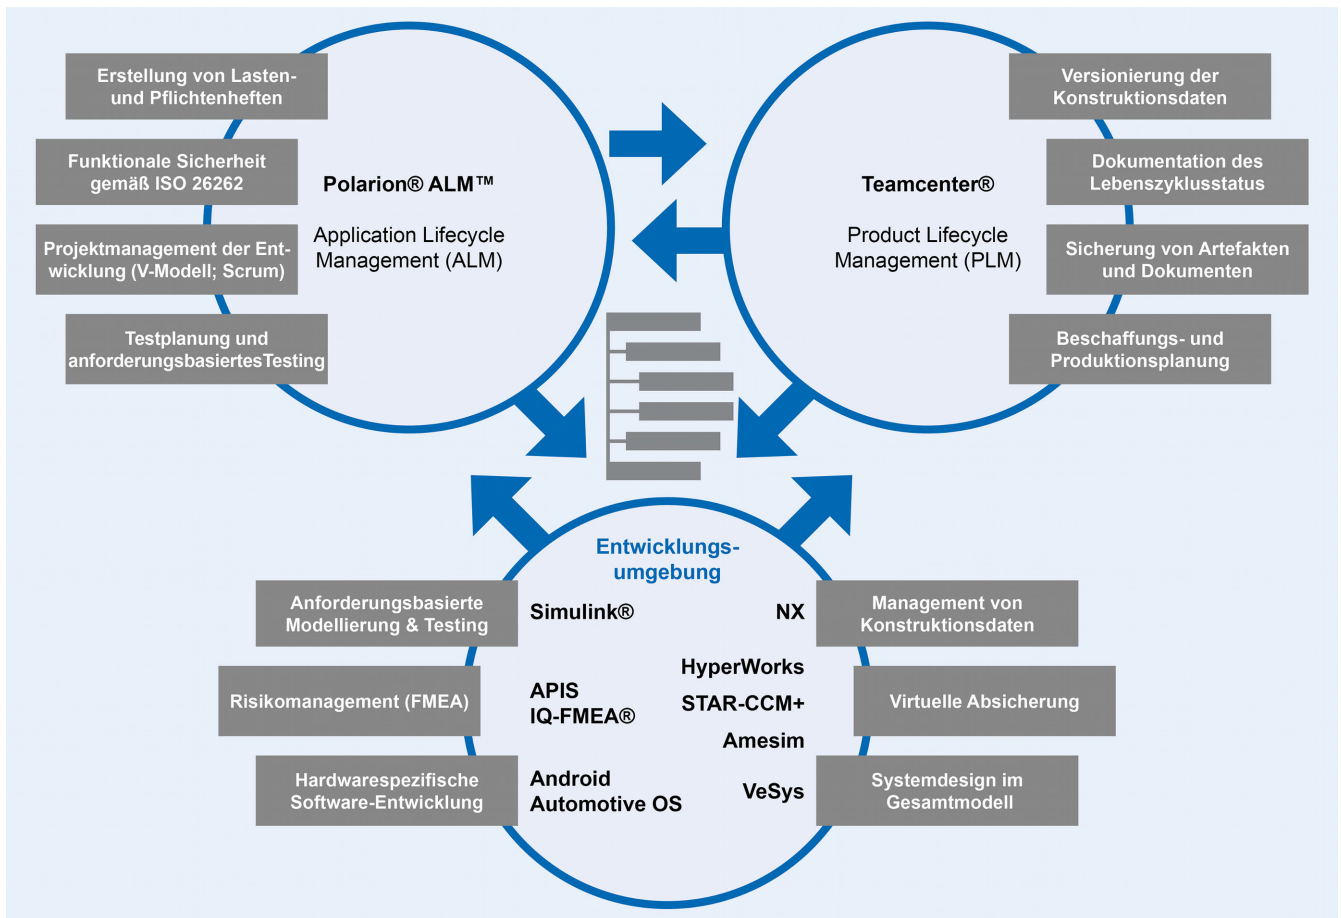 Erstellung von Lasten-
und Pflichtenheften
Funktionale Sicherheit
gemäß ISO 26262
Projektmanagement der Ent-
wicklung (V-Modell; Scrum)
Testplanung und
anforderungsbasiertesTesting
Polarion® ALM™
Application Lifecycle
Management (ALM)
Teamcenter®
Product Lifecycle
Management (PLM)
Versionierung der
Konstruktionsdaten
Dokumentation des
Lebenszyklusstatus
Sicherung von Artefakten
und Dokumenten
Beschaffungs- und
Produktionsplanung
Entwicklungs-
umgebung
Anforderungsbasierte
Modellierung & Testing
Risikomanagement (FMEA)
Hardwarespezifische
Software-Entwicklung
Simulink®
APIS
IQ-FMEA®
Android
Automotive OS
NX
HyperWorks
STAR-CCM+
Amesim
VeSys
Management von
Konstruktionsdaten
Virtuelle Absicherung
Systemdesign im
Gesamtmodell